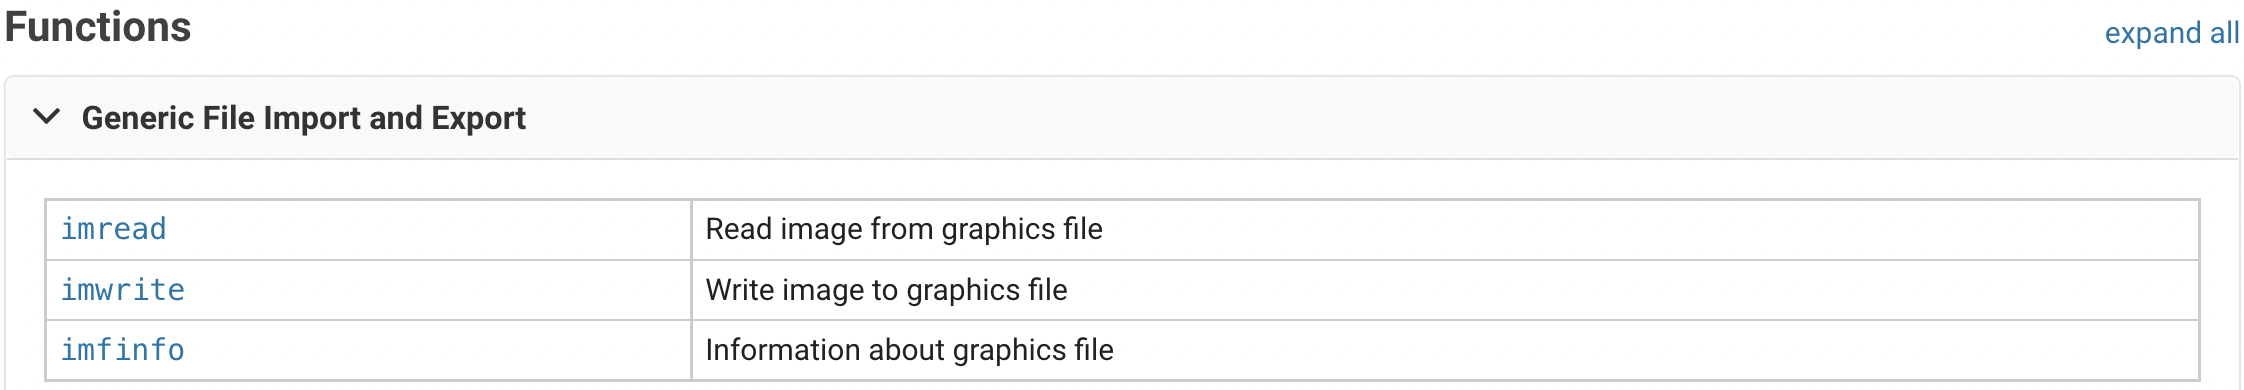 Functions
expand all
Generic File Import and Export
imread Read image from graphics file
imwrite Write image to graphics file
imfinfo Information about graphics file